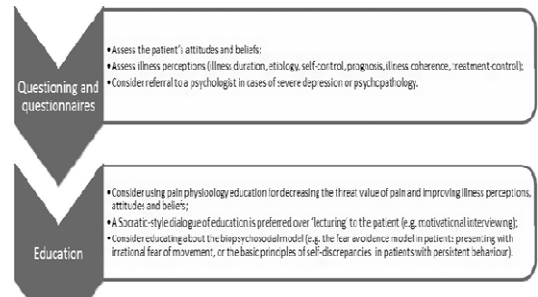 Questioning and
questionnaires
•Assess the patient's attitudes and beliefs;
•Assess illness perceptions (illness duration, etiology, self-control, prognosis, illness coherence, treatment-control);
•Consider referral to a psychologist in cases of severe depression or psychopathology.
Education
•Consider using pain physiology education for decreasing the threat value of pain and improving illness perceptions,
attitudes and beliefs;
•A Socratic-style dialogue of education is preferred over 'lecturing' to the patient (e.g. motivational interviewing);
•Consider educating about the biopsychosocial model (e.g. the fear avoidance model in patients presenting with
irrational fear of movement, or the basic principles of self-discrepancies in patients with persistent behaviour).